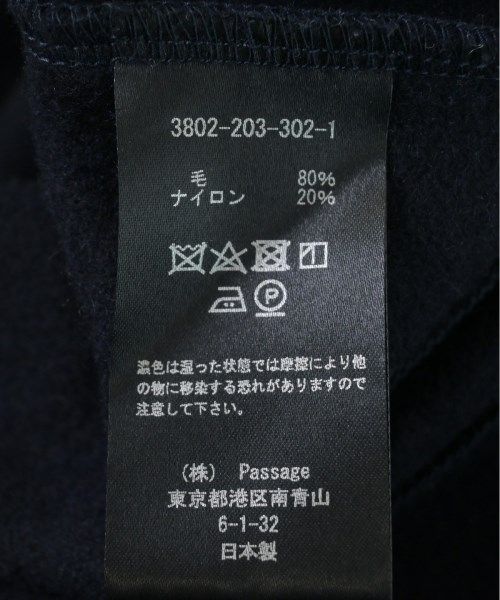 3802-203-302-1
毛 80%
ナイロン 20%
P
濃色は湿った状態では摩擦により他
の物に移染する恐れがありますので
注意して下さい。
(株) Passage
東京都港区南青山
6-1-32
日本製